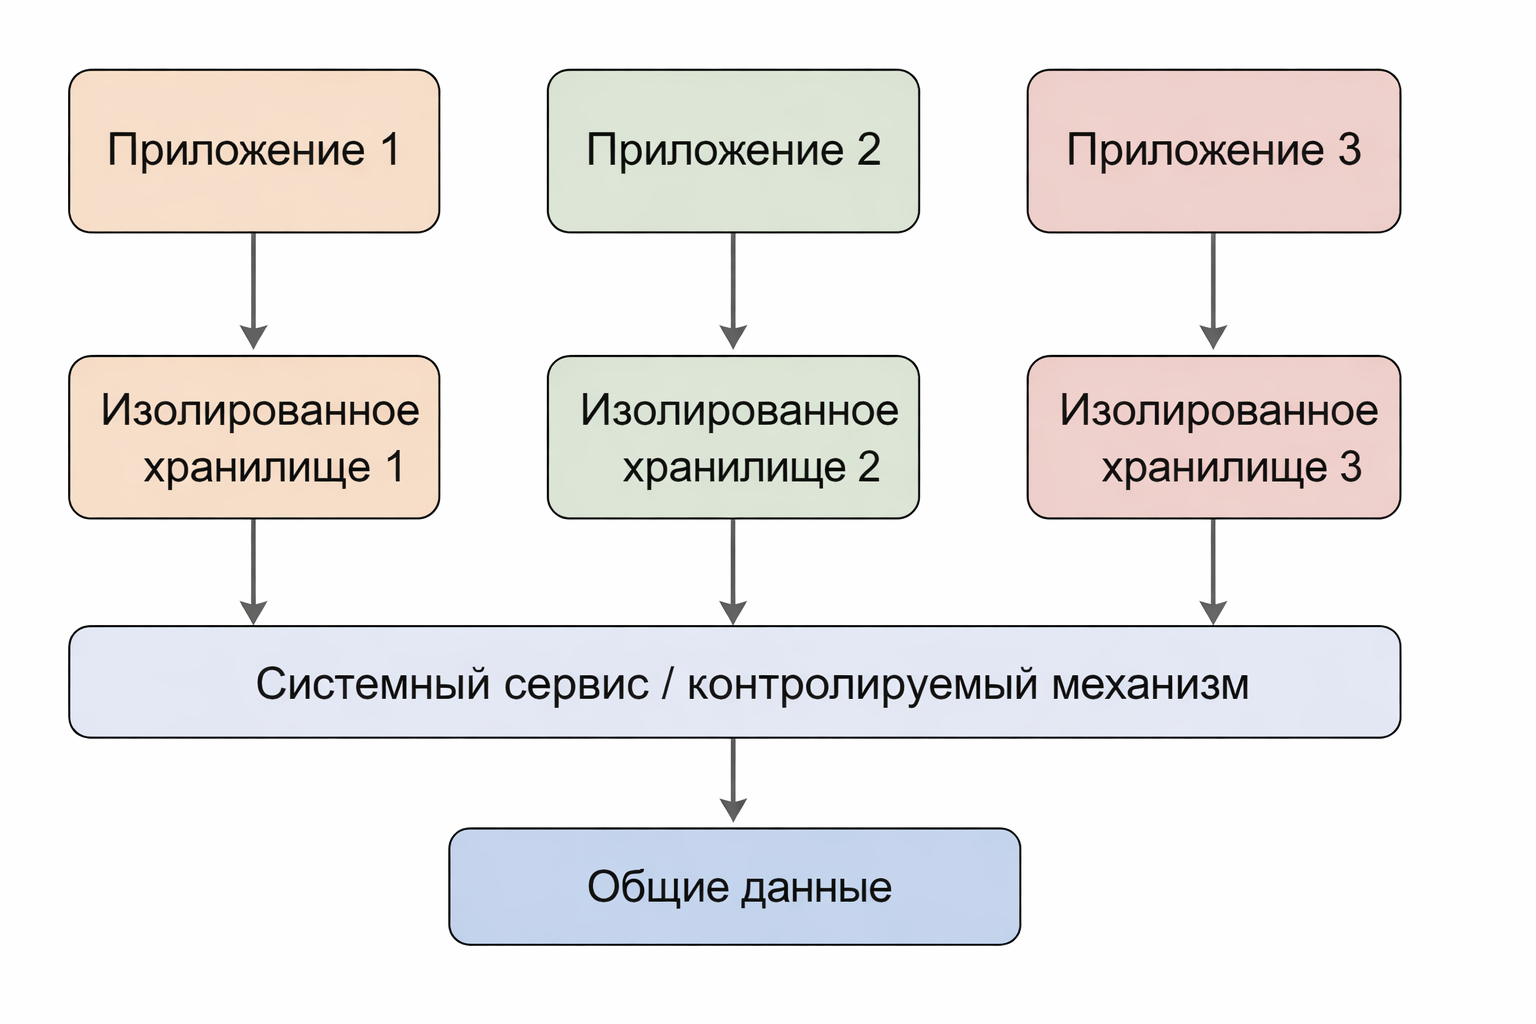 Приложение 1
Приложение 2
Приложение 3
Изолированное
хранилище 1
Изолированное
хранилище 2
Изолированное
хранилище 3
Системный сервис / контролируемый механизм
Общие данные